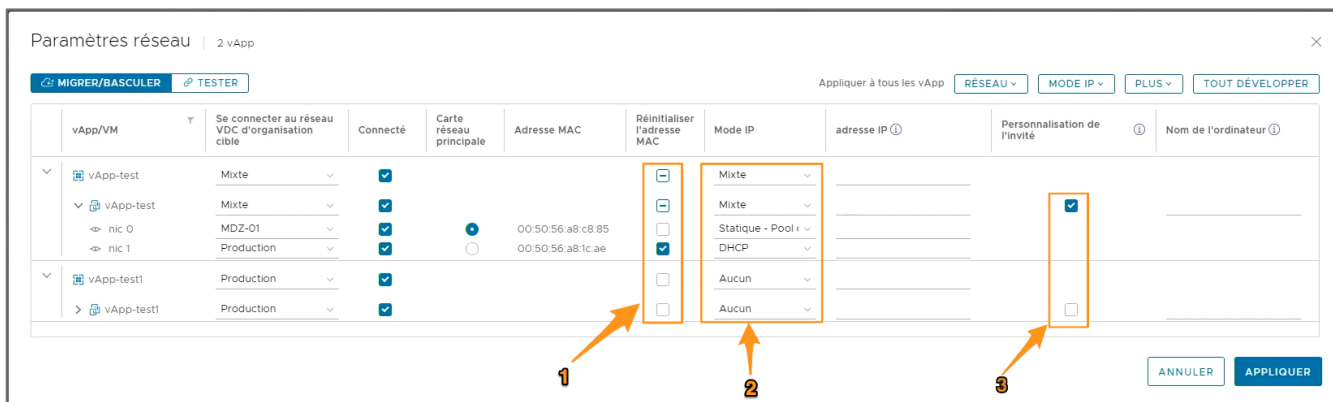 Paramètres réseau | 2 vApp
MIGRER/BASCULER TESTER Appliquer à tous les vApp RÉSEAU MODE IP PLUS TOUT DÉVELOPPER
vApp/VM
Se connecter au réseau
VDC d'organisation
cible
Connecté
Carte
réseau
principale
Adresse MAC
Réinitialiser
l'adresse
MAC
Mode IP
adresse IP
Personnalisation de
l'invité
Nom de l'ordinateur
vApp-test Mixte Mixte
vApp-test Mixte Mixte
nic 0 MDZ-01 00:50:56:a8:c8:85 Statique - Pool
nic 1 Production 00:50:56:a8:1c:ae DHCP
vApp-test1 Production Aucun
vApp-test1 Production Aucun
1 2 3
ANNULER APPLIQUER